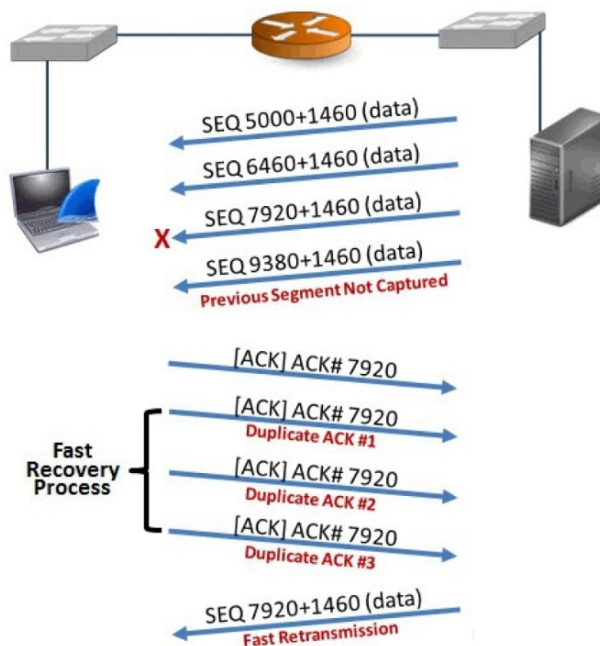 SEQ 5000+1460 (data)
SEQ 6460+1460 (data)
SEQ 7920+1460 (data)
X
SEQ 9380+1460 (data)
Previous Segment Not Captured
[ACK] ACK# 7920
[ACK] ACK# 7920
Duplicate ACK #1
Fast
Recovery
Process
[ACK] ACK# 7920
Duplicate ACK #2
[ACK] ACK# 7920
Duplicate ACK #3
SEQ 7920+1460 (data)
Fast Retransmission